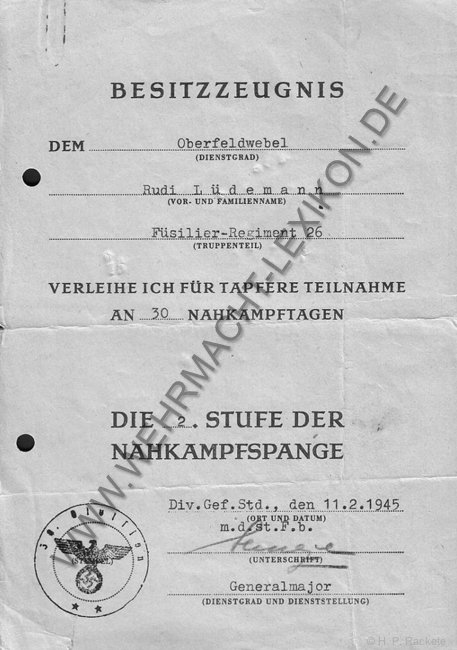 BESITZZEUGNIS
DEM Oberfeldwebel
(DIENSTGRAD)
Rudi Lüdemann
(VOR- UND FAMILIENNAME)
Füsilier-Regiment 26
(TRUPPENTEIL)
VERLEIHE ICH FÜR TAPFERE TEILNAHME
AN 30 NAHKAMPFTAGEN
DIE 2. STUFE DER
NAHKAMPFSPANGE
Div.Gef.Std., den 11.2.1945
(ORT UND DATUM)
m.d.st.F.b.
(UNTERSCHRIFT)
Generalmajor
(DIENSTGRAD UND DIENSTSTELLUNG)
Division
(STEMPEL)
WWW.WEHRMACHT-LEXIKON.DE
© H. P. Rackete